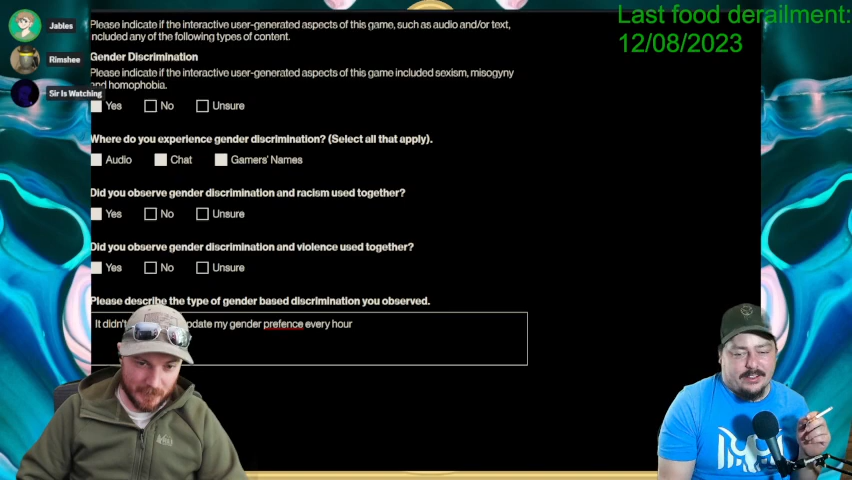 Last food derailment:
12/08/2023
Jables
Rimshee
Sir Is Watching
Please indicate if the interactive user-generated aspects of this game, such as audio and/or text,
included any of the following types of content.
Gender Discrimination
Please indicate if the interactive user-generated aspects of this game included sexism, misogyny
and homophobia.
Yes No Unsure
Where do you experience gender discrimination? (Select all that apply).
Audio Chat Gamers' Names
Did you observe gender discrimination and racism used together?
Yes No Unsure
Did you observe gender discrimination and violence used together?
Yes No Unsure
Please describe the type of gender based discrimination you observed.
It didn't my gender prefence every hour